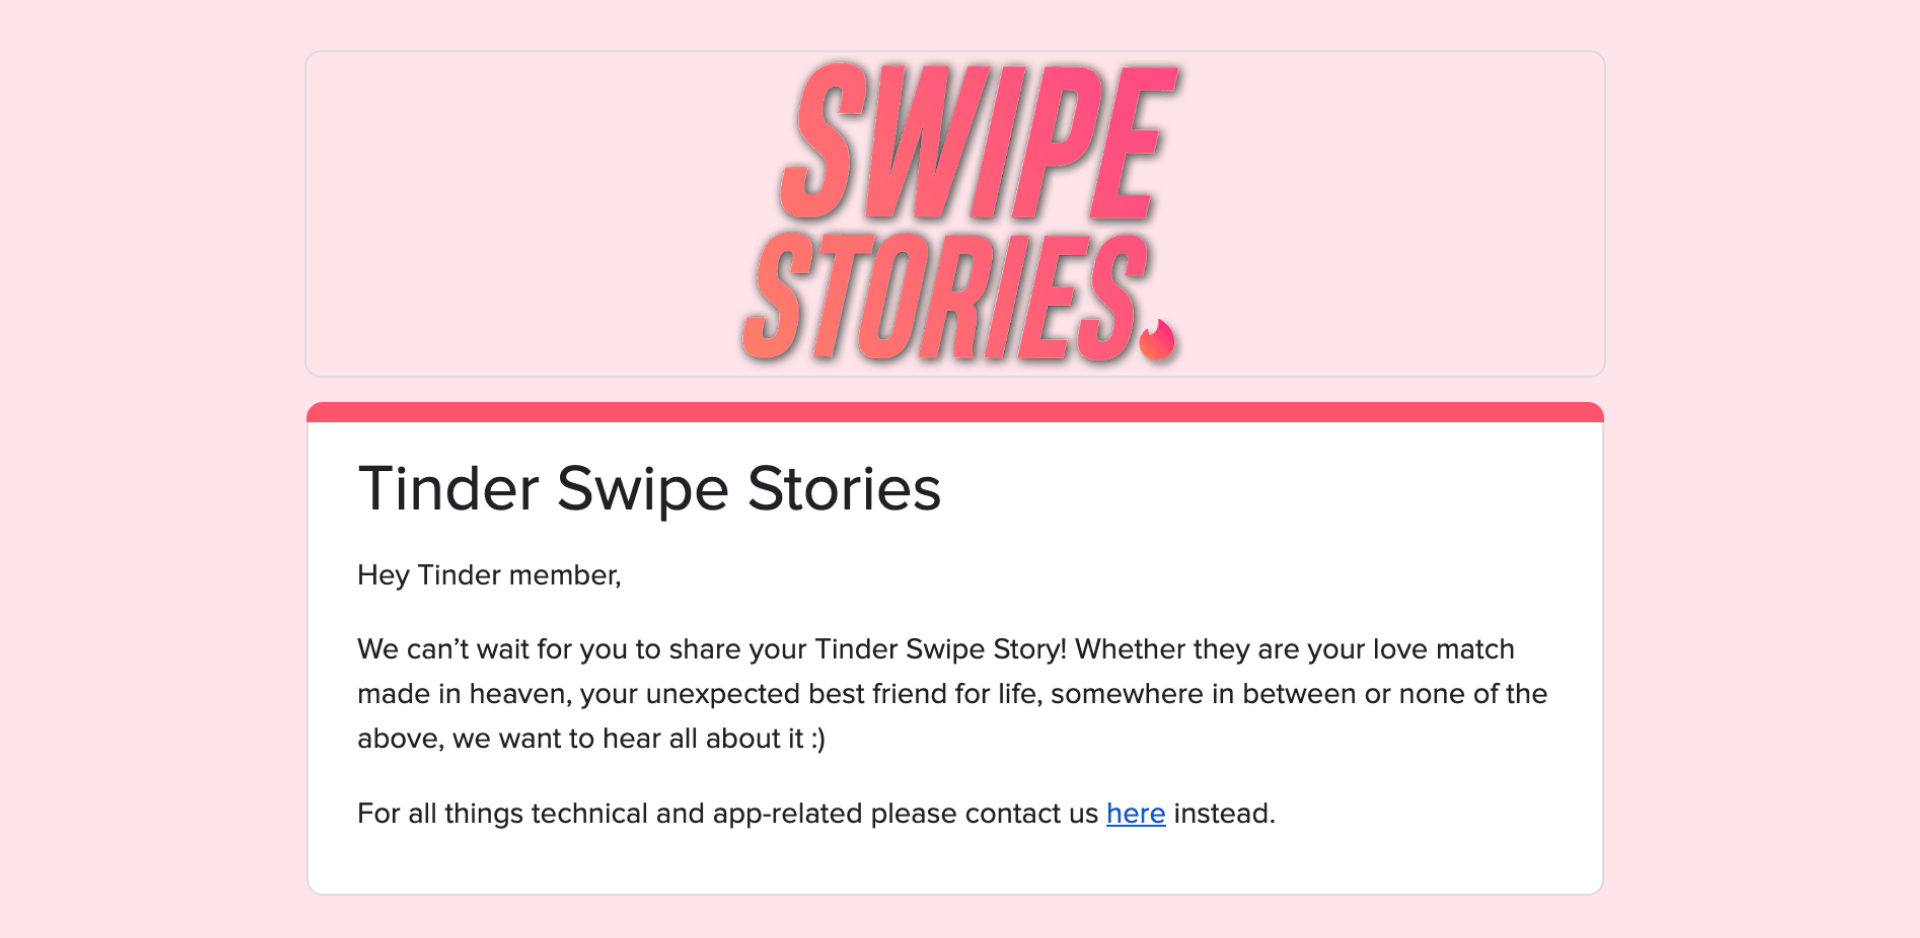 SWIPE
STORIES
Tinder Swipe Stories
Hey Tinder member,
We can’t wait for you to share your Tinder Swipe Story! Whether they are your love match
made in heaven, your unexpected best friend for life, somewhere in between or none of the
above, we want to hear all about it :)
For all things technical and app-related please contact us here instead.